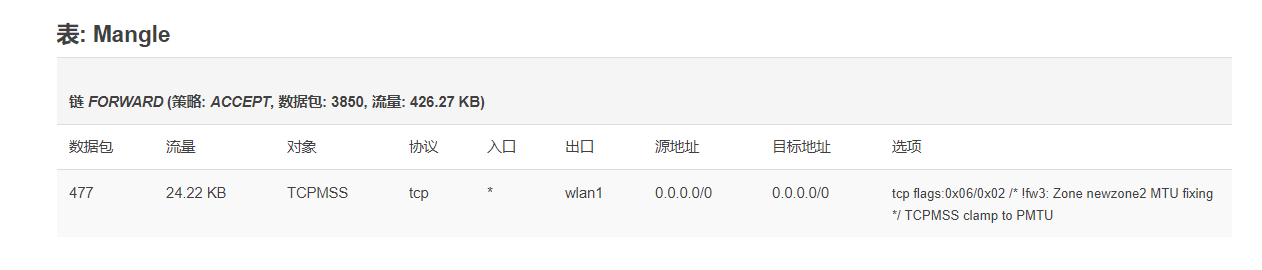 表: Mangle
链 FORWARD (策略: ACCEPT, 数据包: 3850, 流量: 426.27 KB)
数据包 流量 对象 协议 入口 出口 源地址 目标地址 选项
477 24.22 KB TCPMSS tcp * wlan1 0.0.0.0/0 0.0.0.0/0 tcp flags:0x06/0x02 /* !fw3: Zone newzone2 MTU fixing
*/ TCPMSS clamp to PMTU